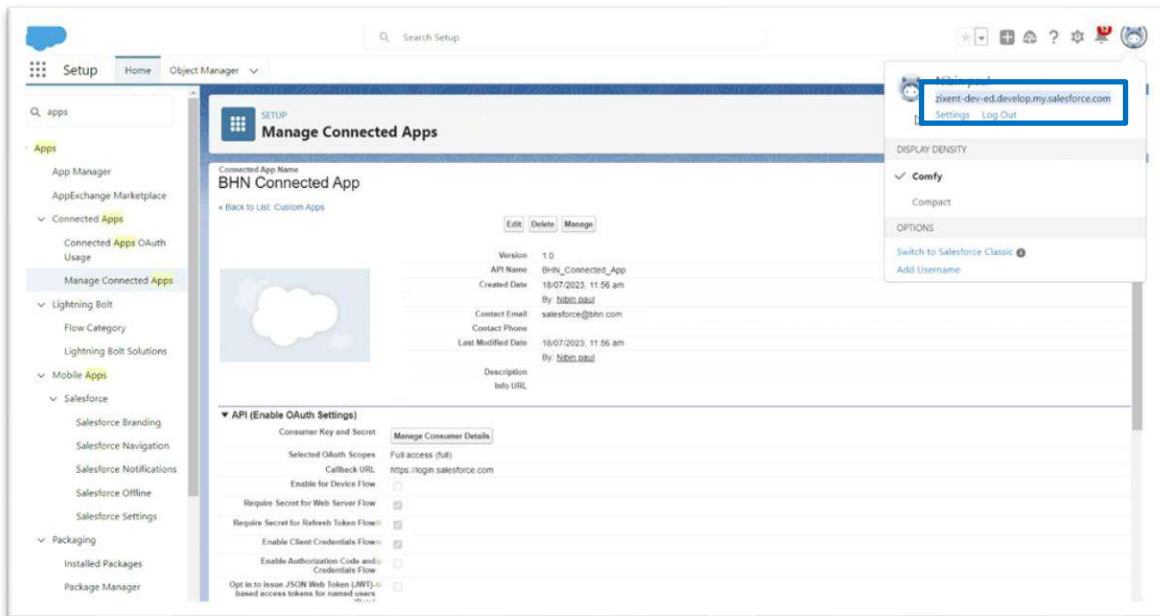 Search Setup
12
Setup Home Object Manager
apps
Apps
App Manager
AppExchange Marketplace
Connected Apps
Connected Apps OAuth
Usage
Manage Connected Apps
Lightning Bolt
Flow Category
Lightning Bolt Solutions
Mobile Apps
Salesforce
Salesforce Branding
Salesforce Navigation
Salesforce Notifications
Salesforce Offline
Salesforce Settings
Packaging
Installed Packages
Package Manager
SETUP
Manage Connected Apps
Connected App Name
BHN Connected App
« Back to List: Custom Apps
Edit Delete Manage
Version 1.0
API Name BHN_Connected_App
Created Date 18/07/2023, 11:56 am
By: Nibin paul
Contact Email salesforce@bhn.com
Contact Phone
Last Modified Date 18/07/2023, 11:56 am
By: Nibin paul
Description
Info URL
API (Enable OAuth Settings)
Consumer Key and Secret Manage Consumer Details
Selected OAuth Scopes Full access (full)
Callback URL https://login.salesforce.com
Enable for Device Flow
Require Secret for Web Server Flow
Require Secret for Refresh Token Flow
Enable Client Credentials Flow
Enable Authorization Code and
Credentials Flow
Opt in to issue JSON Web Token (JWT)-
based access tokens for named users
Nibin paul
zixent-dev-ed.develop.my.salesforce.com
Settings Log Out
DISPLAY DENSITY
Comfy
Compact
OPTIONS
Switch to Salesforce Classic
Add Username